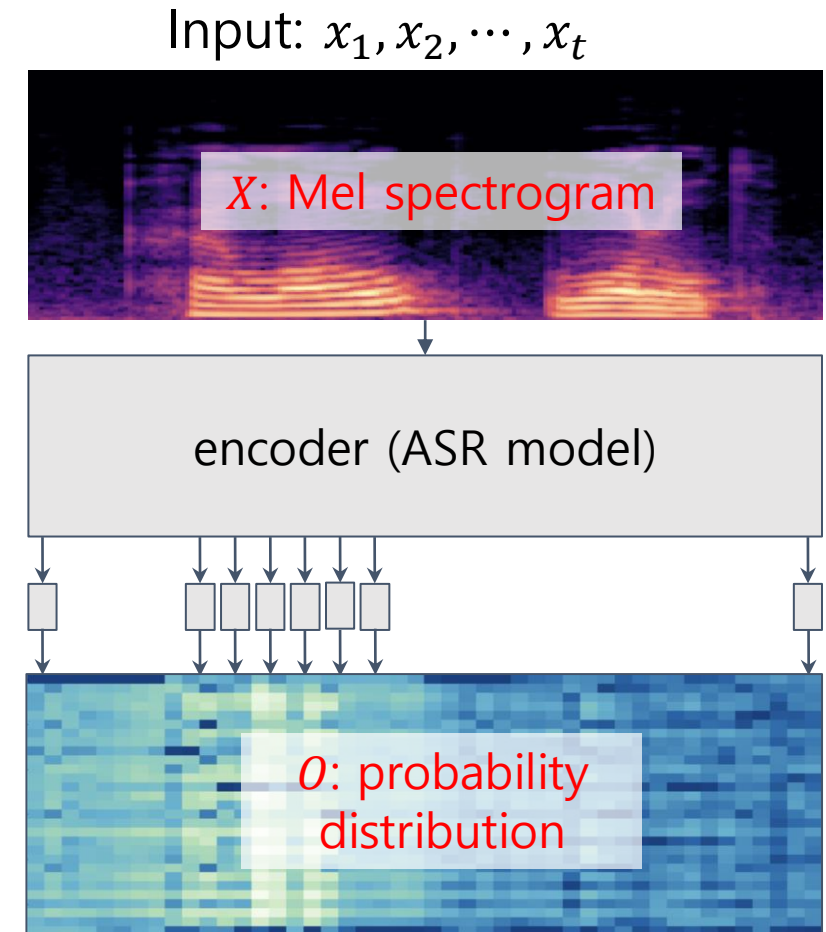 Input: x₁, x₂, ⋯, xₜ
X: Mel spectrogram
encoder (ASR model)
O: probability
distribution